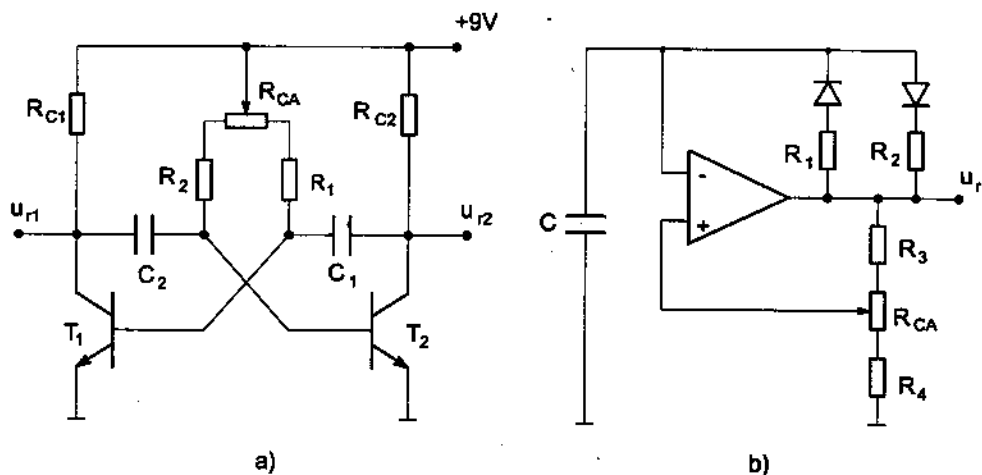 +9V
R_CA
R_C1
R_C2
R_2
R_1
u_r1
u_r2
C_2
C_1
T_1
T_2
a)
R_1
R_2
u_r
-
+
C
R_3
R_CA
R_4
b)